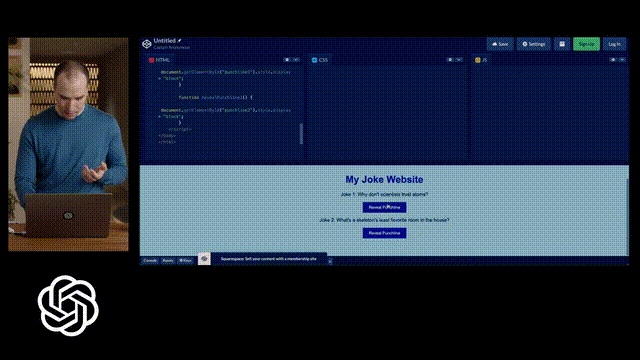 Untitled
Captain Anonymous
Save
Settings
Sign Up
Log In
HTML
CSS
JS
document.getElementById("punchline1").style.display
= "block";
}
function revealPunchline2() {
document.getElementById("punchline2").style.display
= "block";
}
</script>
</body>
</html>
My Joke Website
Joke 1: Why don't scientists trust atoms?
Reveal Punchline
Joke 2: What's a skeleton's least favorite room in the house?
Reveal Punchline
Console
Assets
Keys
Squarespace: Sell your content with a membership site